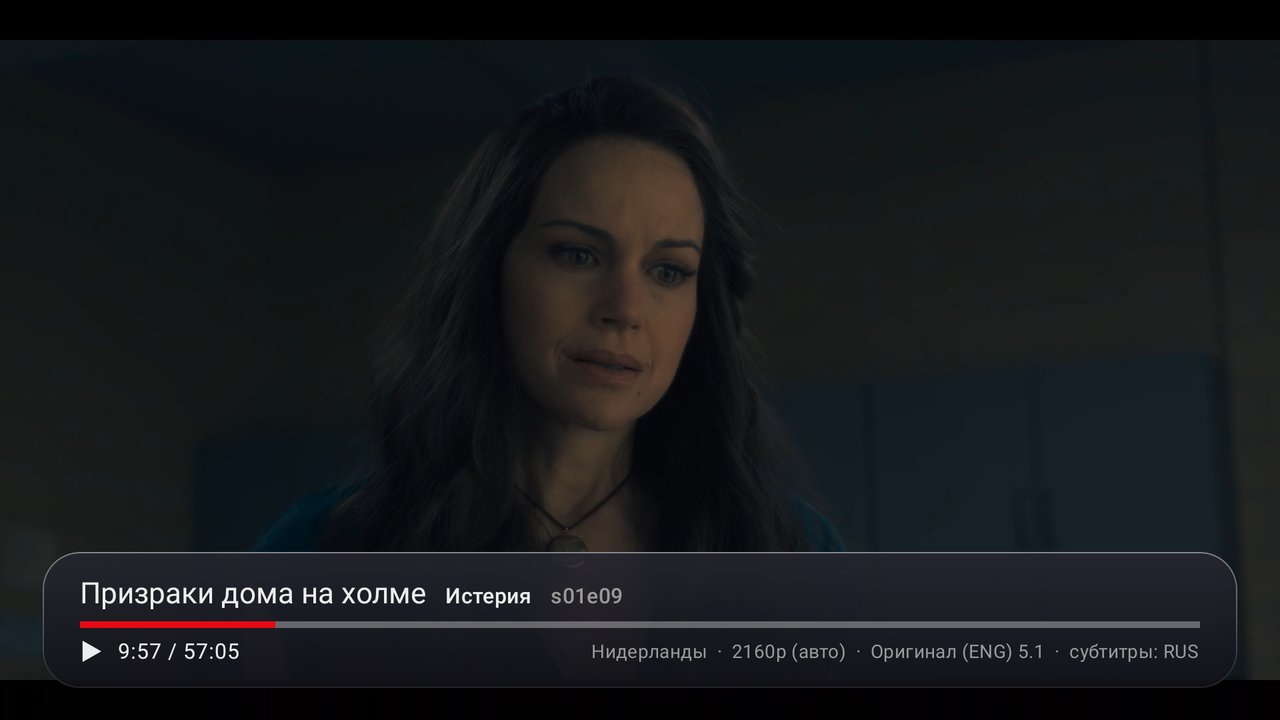 Призраки дома на холме Истерия s01e09
9:57 / 57:05 Нидерланды · 2160p (авто) · Оригинал (ENG) 5.1 · субтитры: RUS